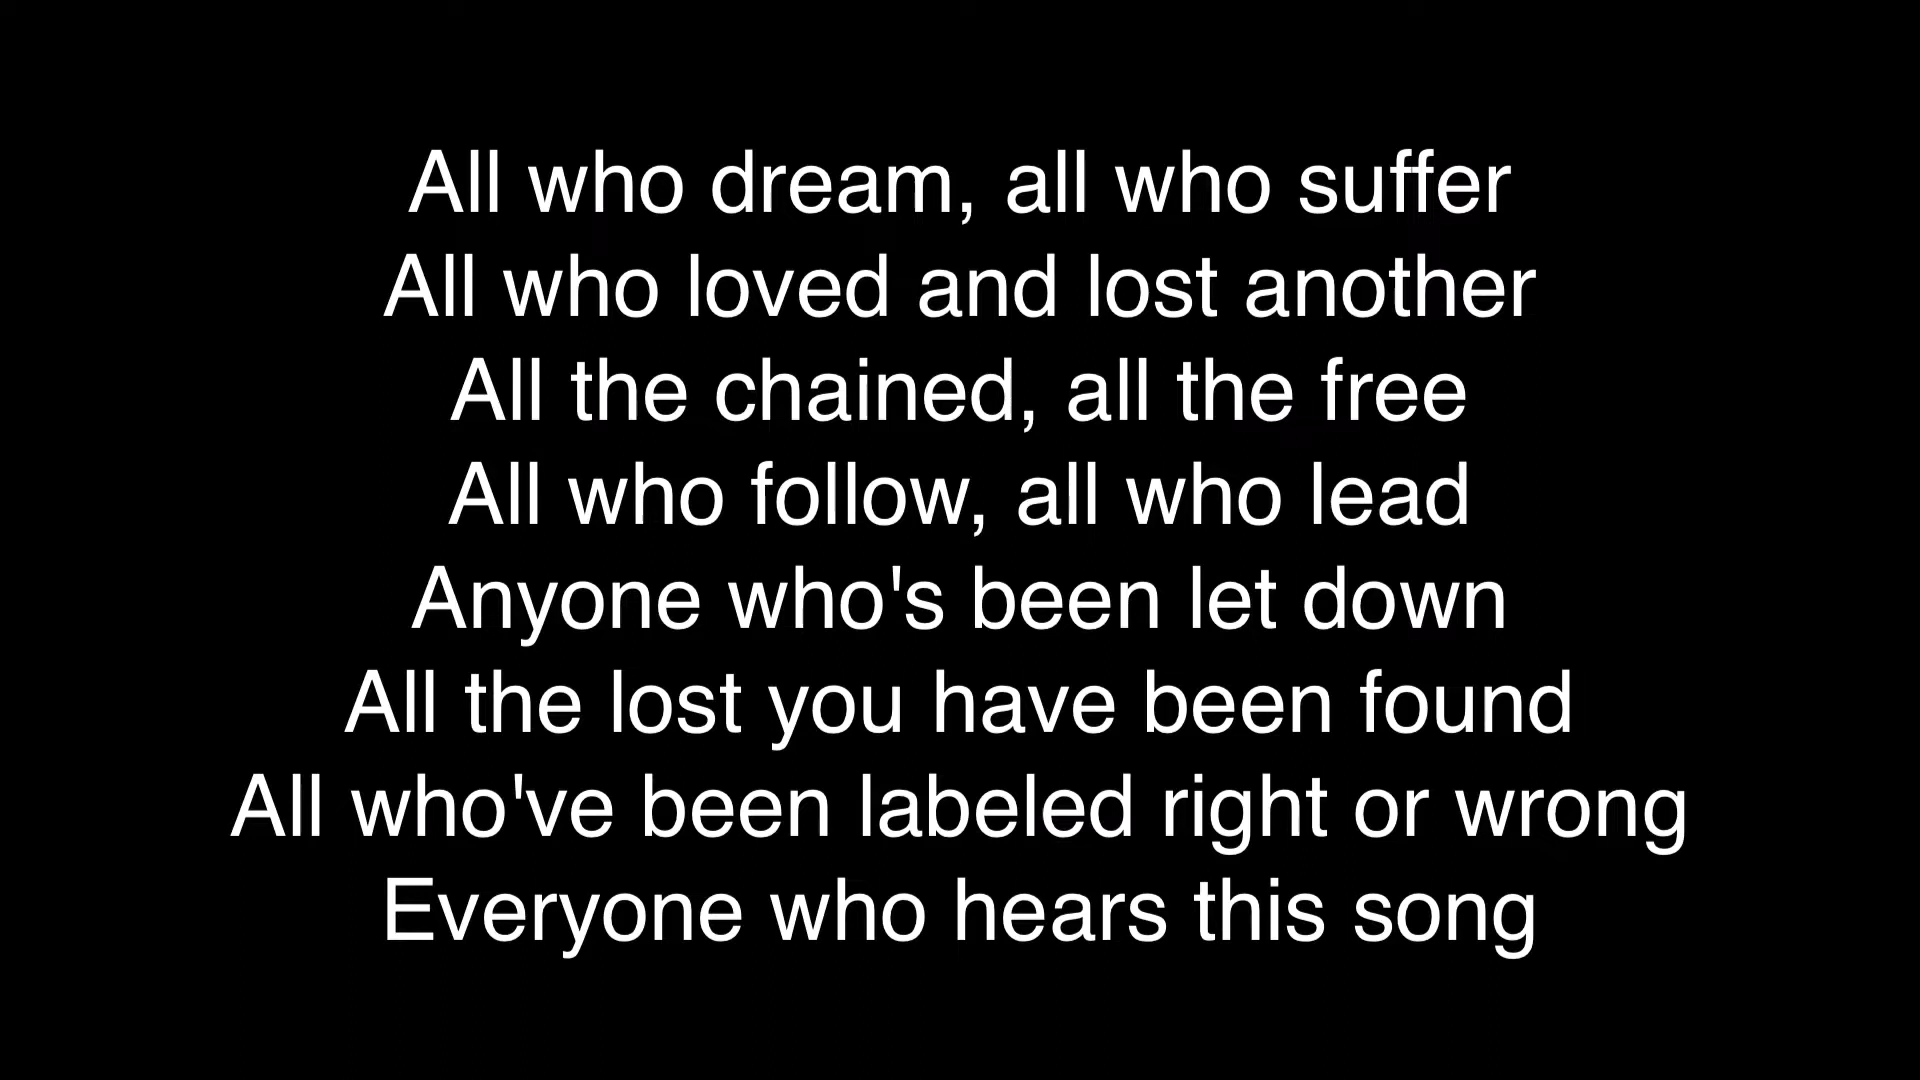 All who dream, all who suffer
All who loved and lost another
All the chained, all the free
All who follow, all who lead
Anyone who's been let down
All the lost you have been found
All who've been labeled right or wrong
Everyone who hears this song